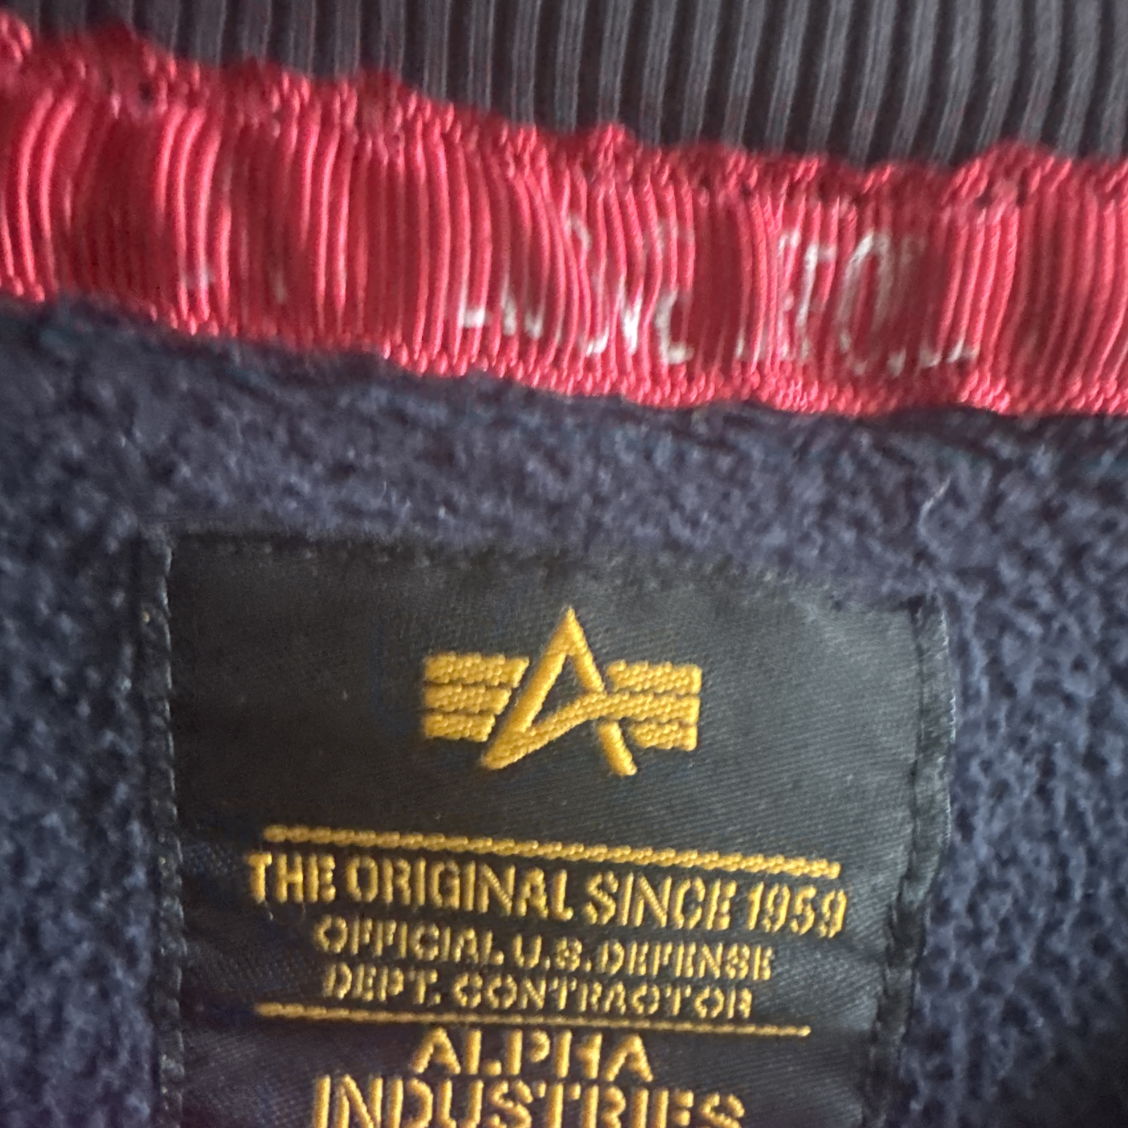 THE ORIGINAL SINCE 1959
OFFICIAL U.S. DEFENSE
DEPT. CONTRACTOR
ALPHA
INDUSTRIES